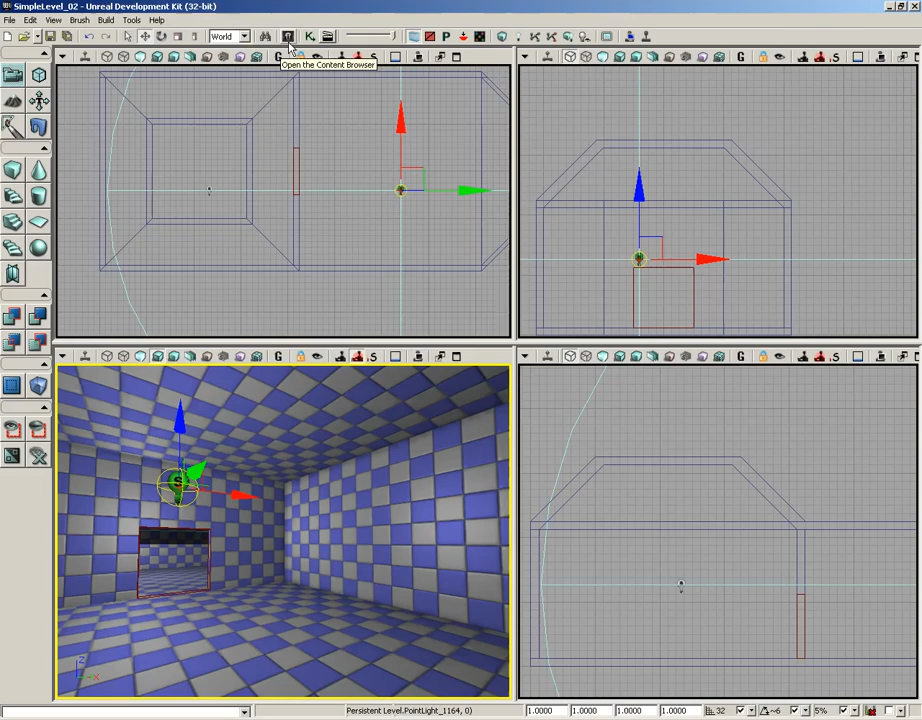 SimpleLevel_02 - Unreal Development Kit (32-bit)
File Edit View Brush Build Tools Help
World
Open the Content Browser
Persistent Level.PointLight_1164, 0)
1.0000 1.0000 1.0000 1.0000
32
~6
5%